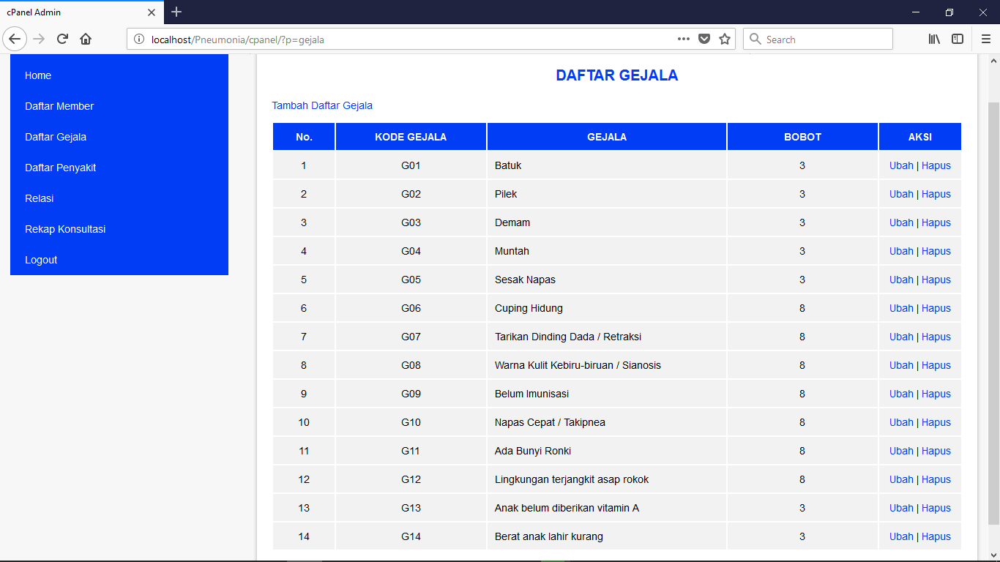 cPanel Admin
localhost/Pneumonia/cpanel/?p=gejala
Search
Home
Daftar Member
Daftar Gejala
Daftar Penyakit
Relasi
Rekap Konsultasi
Logout
DAFTAR GEJALA
Tambah Daftar Gejala
No. KODE GEJALA GEJALA BOBOT AKSI
1 G01 Batuk 3 Ubah | Hapus
2 G02 Pilek 3 Ubah | Hapus
3 G03 Demam 3 Ubah | Hapus
4 G04 Muntah 3 Ubah | Hapus
5 G05 Sesak Napas 3 Ubah | Hapus
6 G06 Cuping Hidung 8 Ubah | Hapus
7 G07 Tarikan Dinding Dada / Retraksi 8 Ubah | Hapus
8 G08 Warna Kulit Kebiru-biruan / Sianosis 8 Ubah | Hapus
9 G09 Belum Imunisasi 8 Ubah | Hapus
10 G10 Napas Cepat / Takipnea 8 Ubah | Hapus
11 G11 Ada Bunyi Ronki 8 Ubah | Hapus
12 G12 Lingkungan terjangkit asap rokok 8 Ubah | Hapus
13 G13 Anak belum diberikan vitamin A 3 Ubah | Hapus
14 G14 Berat anak lahir kurang 3 Ubah | Hapus